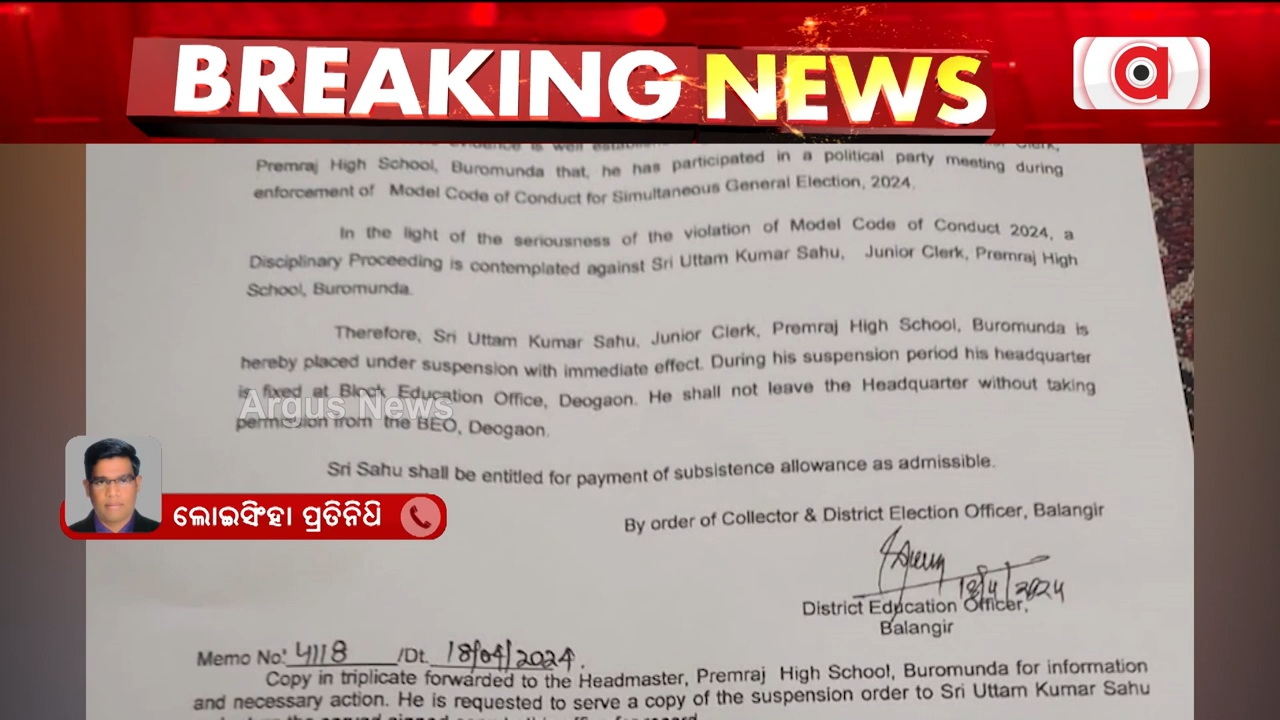 BREAKING NEWS
a
evidence is well Clerk,
Premraj High School, Buromunda that, he has participated in a political party meeting during
enforcement of Model Code of Conduct for Simultaneous General Election, 2024.
In the light of the seriousness of the violation of Model Code of Conduct 2024, a
Disciplinary Proceeding is contemplated against Sri Uttam Kumar Sahu, Junior Clerk, Premraj High
School, Buromunda.
Therefore, Sri Uttam Kumar Sahu, Junior Clerk, Premraj High School, Buromunda is
hereby placed under suspension with immediate effect. During his suspension period his headquarter
is fixed at Block Education Office, Deogaon. He shall not leave the Headquarter without taking
Argus News
permission from the BEO, Deogaon.
Sri Sahu shall be entitled for payment of subsistence allowance as admissible.
ଲୋଇସିଂହା ପ୍ରତିନିଧି
By order of Collector & District Election Officer, Balangir
18/4/2024
District Education Officer,
Balangir
Memo No: 4118 /Dt. 18/04/2024.
Copy in triplicate forwarded to the Headmaster, Premraj High School, Buromunda for information
and necessary action. He is requested to serve a copy of the suspension order to Sri Uttam Kumar Sahu